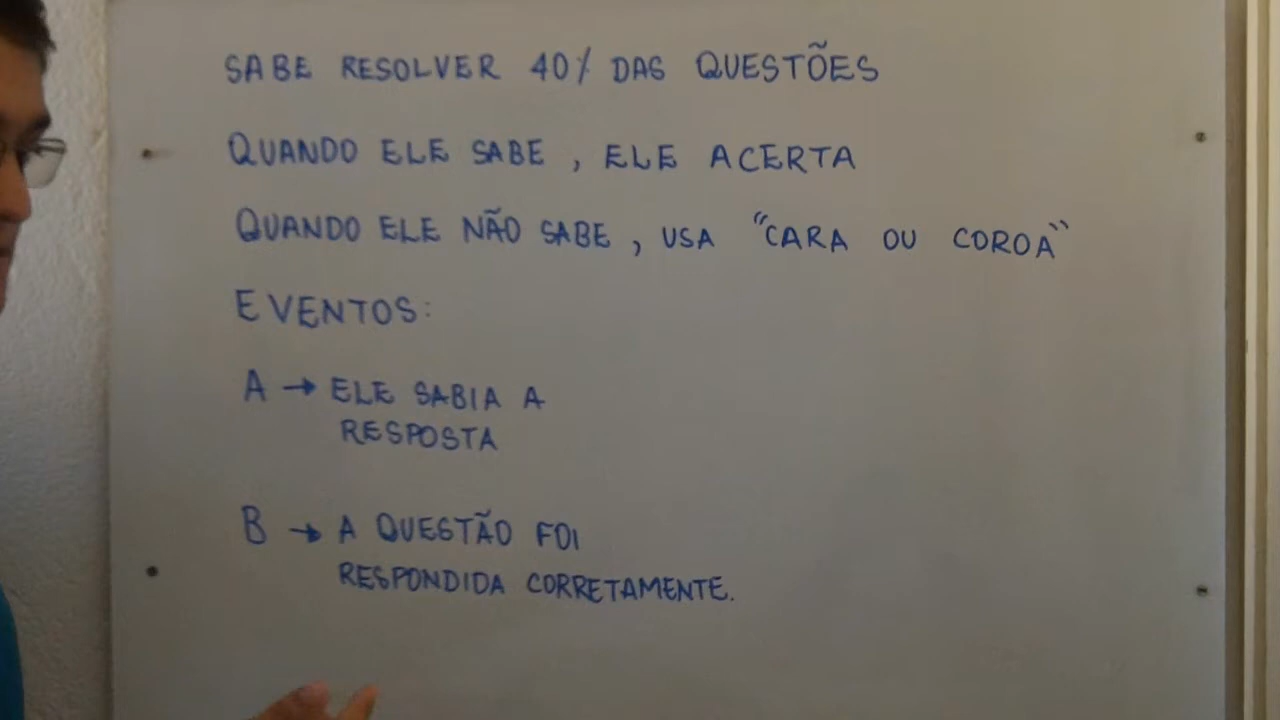 SABE RESOLVER 40% DAS QUESTÕES
QUANDO ELE SABE, ELE ACERTA
QUANDO ELE NÃO SABE, USA "CARA OU COROA"
EVENTOS:
A → ELE SABIA A
RESPOSTA
B → A QUESTÃO FOI
RESPONDIDA CORRETAMENTE.